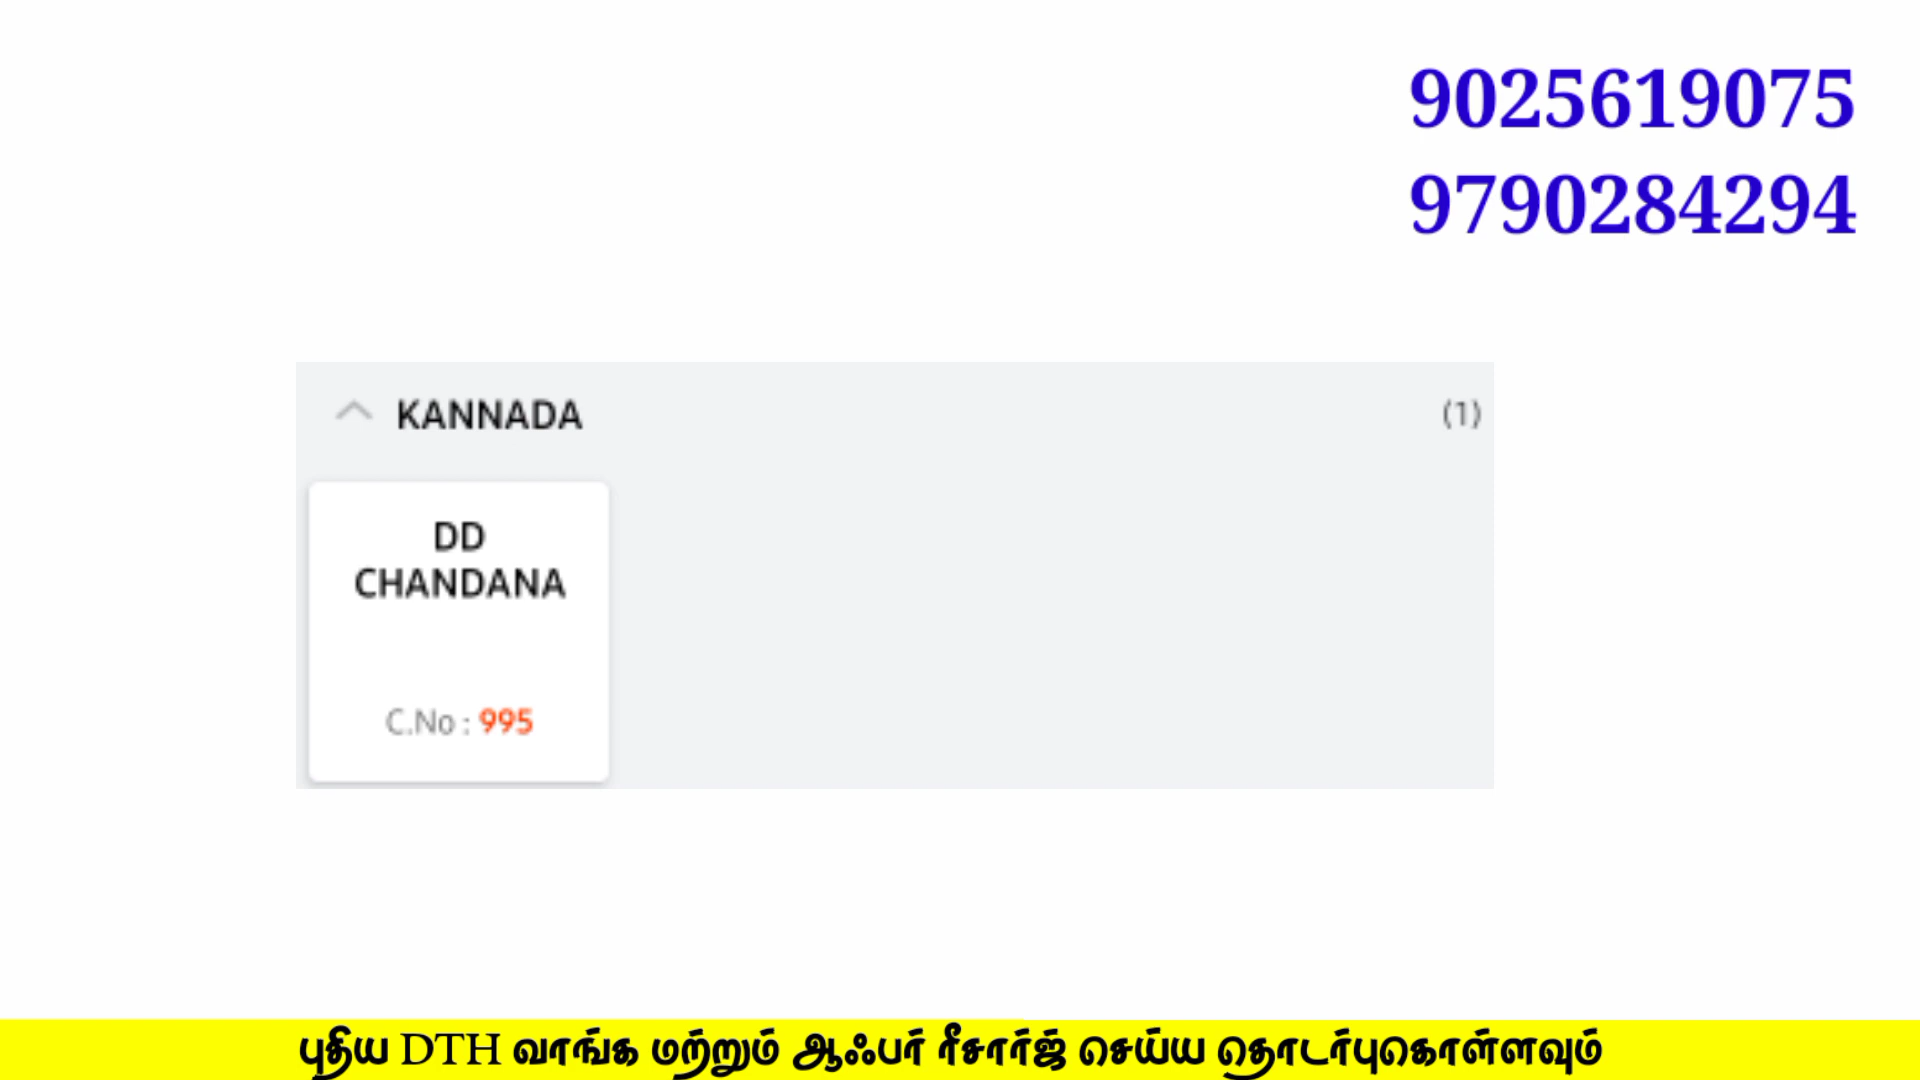 9025619075
9790284294
KANNADA (1)
DD
CHANDANA
C.No : 995
புதிய DTH வாங்க மற்றும் ஆஃபர் ரீசார்ஜ் செய்ய தொடர்புகொள்ளவும்